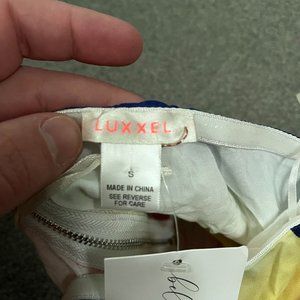 LUXXEL
S
MADE IN CHINA
SEE REVERSE
FOR CARE